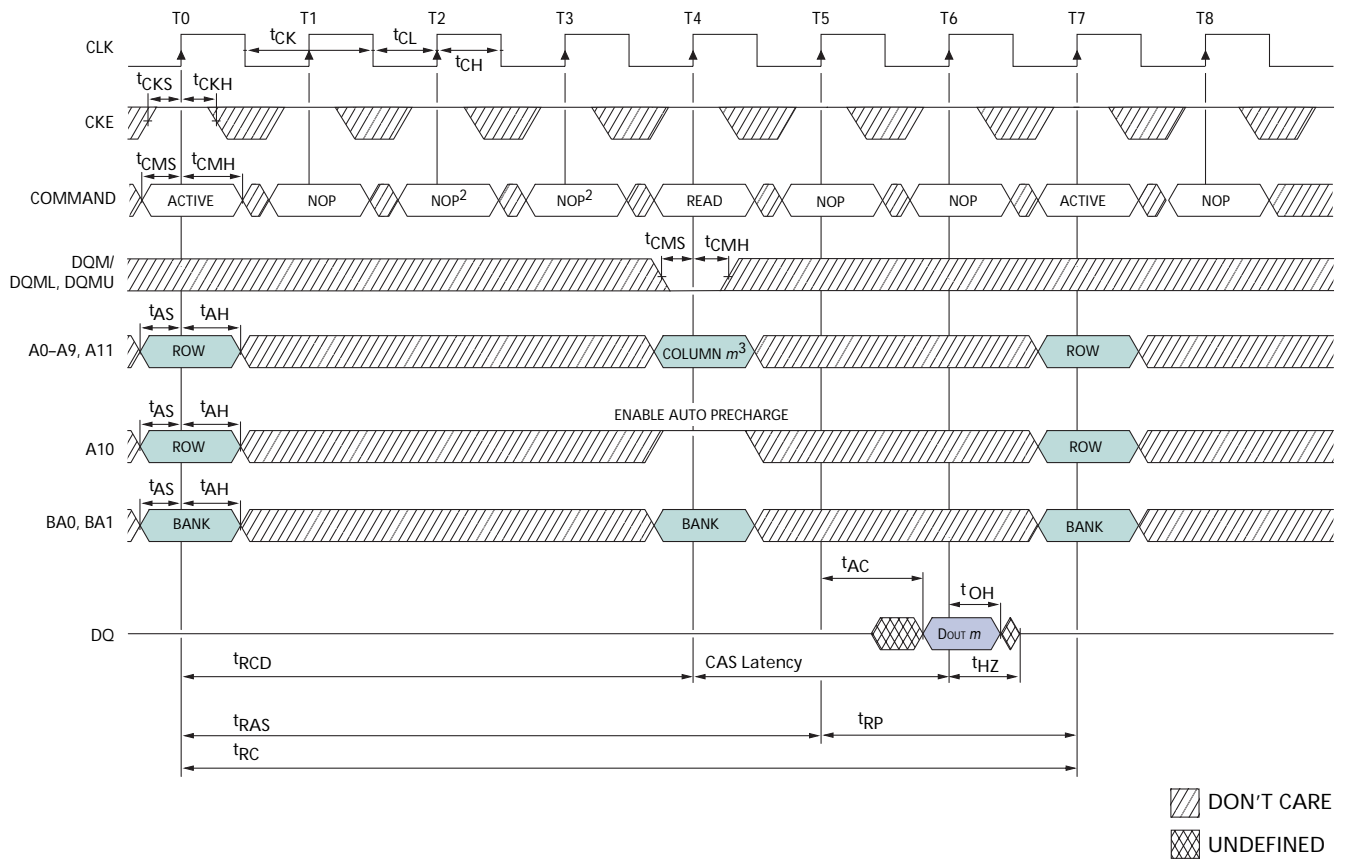 T0 T1 T2 T3 T4 T5 T6 T7 T8
CLK
tCK tCL
tCH
tCKS tCKH
CKE
tCMS tCMH
COMMAND ACTIVE NOP NOP2 NOP2 READ NOP NOP ACTIVE NOP
tCMS tCMH
DQM/
DQML, DQMU
tAS tAH
A0–A9, A11 ROW COLUMN m3 ROW
ENABLE AUTO PRECHARGE
tAS tAH
A10 ROW ROW
tAS tAH
BA0, BA1 BANK BANK BANK
tAC
tOH
DQ DOUT m
tRCD CAS Latency tHZ
tRAS tRP
tRC
DON'T CARE
UNDEFINED